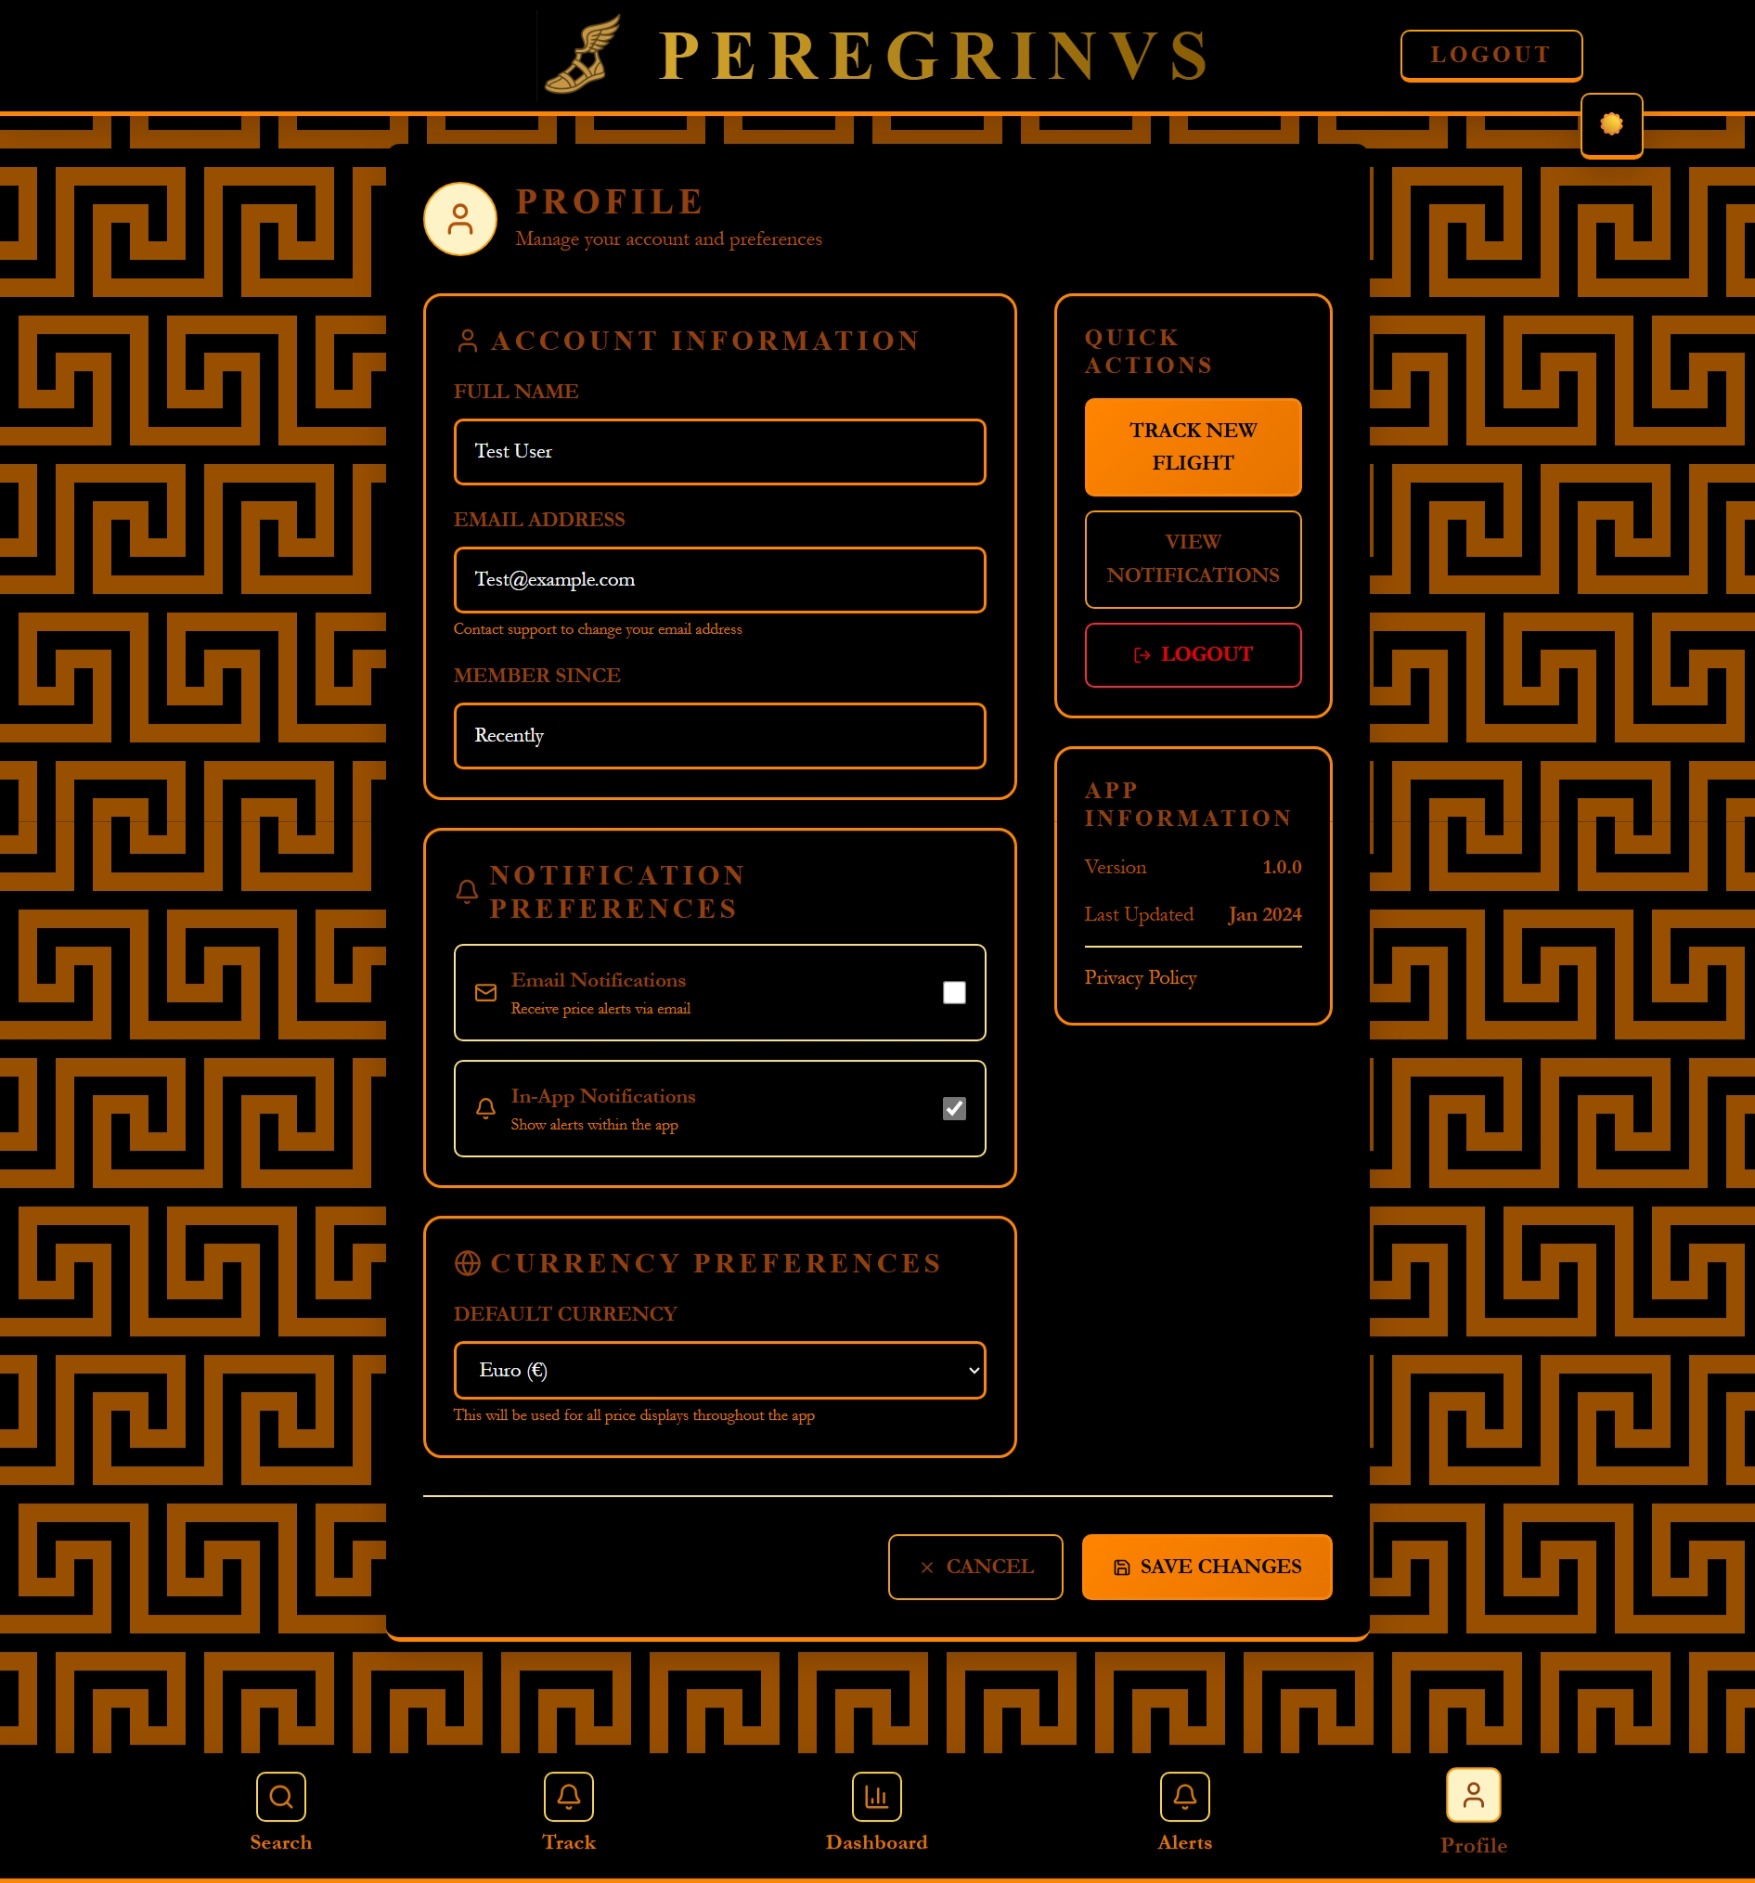 PEREGRINVS
LOGOUT
PROFILE
Manage your account and preferences
ACCOUNT INFORMATION
FULL NAME
Test User
EMAIL ADDRESS
Test@example.com
Contact support to change your email address
MEMBER SINCE
Recently
NOTIFICATION
PREFERENCES
Email Notifications
Receive price alerts via email
In-App Notifications
Show alerts within the app
CURRENCY PREFERENCES
DEFAULT CURRENCY
Euro (€)
This will be used for all price displays throughout the app
QUICK
ACTIONS
TRACK NEW
FLIGHT
VIEW
NOTIFICATIONS
LOGOUT
APP
INFORMATION
Version 1.0.0
Last Updated Jan 2024
Privacy Policy
CANCEL
SAVE CHANGES
Search
Track
Dashboard
Alerts
Profile